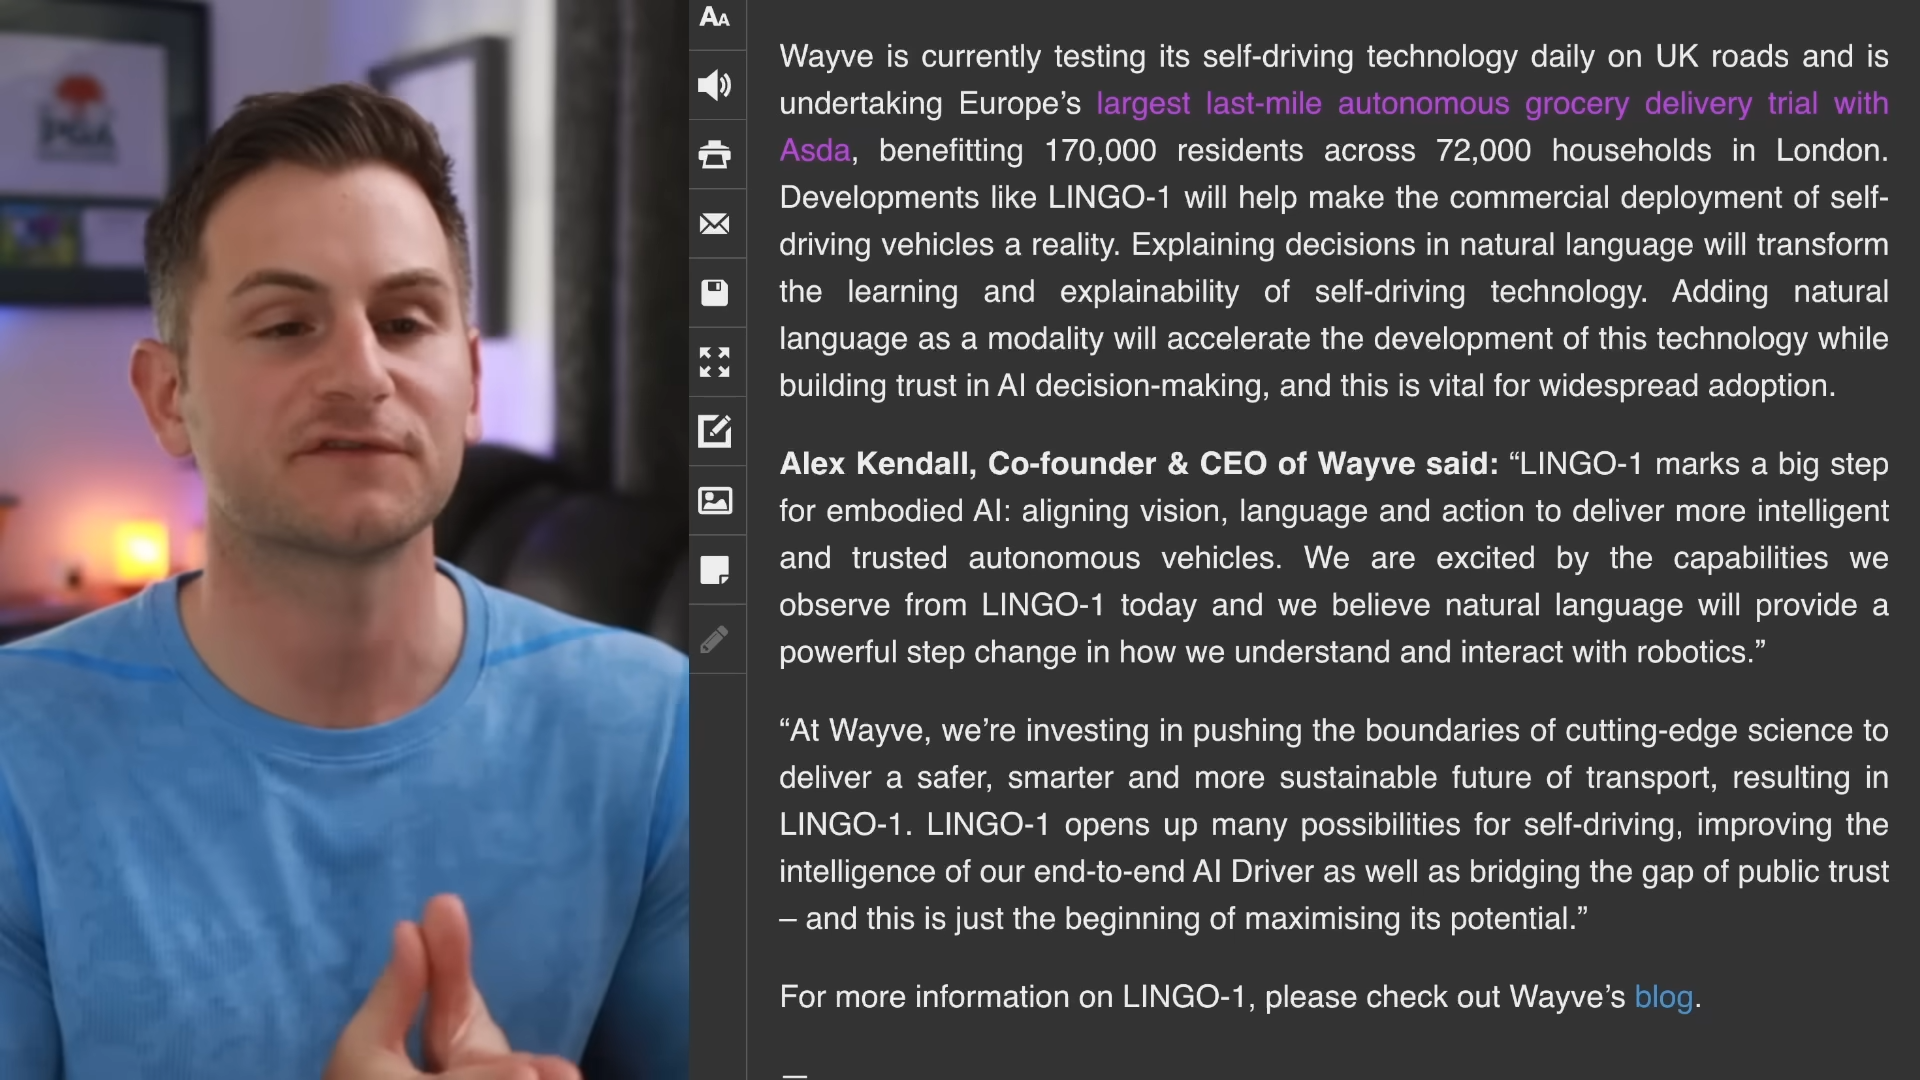 PGA
AA
Wayve is currently testing its self-driving technology daily on UK roads and is
undertaking Europe’s largest last-mile autonomous grocery delivery trial with
Asda, benefitting 170,000 residents across 72,000 households in London.
Developments like LINGO-1 will help make the commercial deployment of self-
driving vehicles a reality. Explaining decisions in natural language will transform
the learning and explainability of self-driving technology. Adding natural
language as a modality will accelerate the development of this technology while
building trust in AI decision-making, and this is vital for widespread adoption.
Alex Kendall, Co-founder & CEO of Wayve said: “LINGO-1 marks a big step
for embodied AI: aligning vision, language and action to deliver more intelligent
and trusted autonomous vehicles. We are excited by the capabilities we
observe from LINGO-1 today and we believe natural language will provide a
powerful step change in how we understand and interact with robotics.”
“At Wayve, we’re investing in pushing the boundaries of cutting-edge science to
deliver a safer, smarter and more sustainable future of transport, resulting in
LINGO-1. LINGO-1 opens up many possibilities for self-driving, improving the
intelligence of our end-to-end AI Driver as well as bridging the gap of public trust
– and this is just the beginning of maximising its potential.”
For more information on LINGO-1, please check out Wayve’s blog.